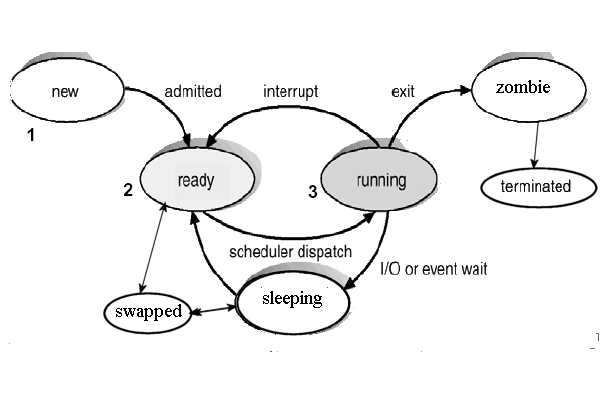 new
admitted
interrupt
exit
zombie
1
2
ready
3
running
terminated
scheduler dispatch
I/O or event wait
swapped
sleeping